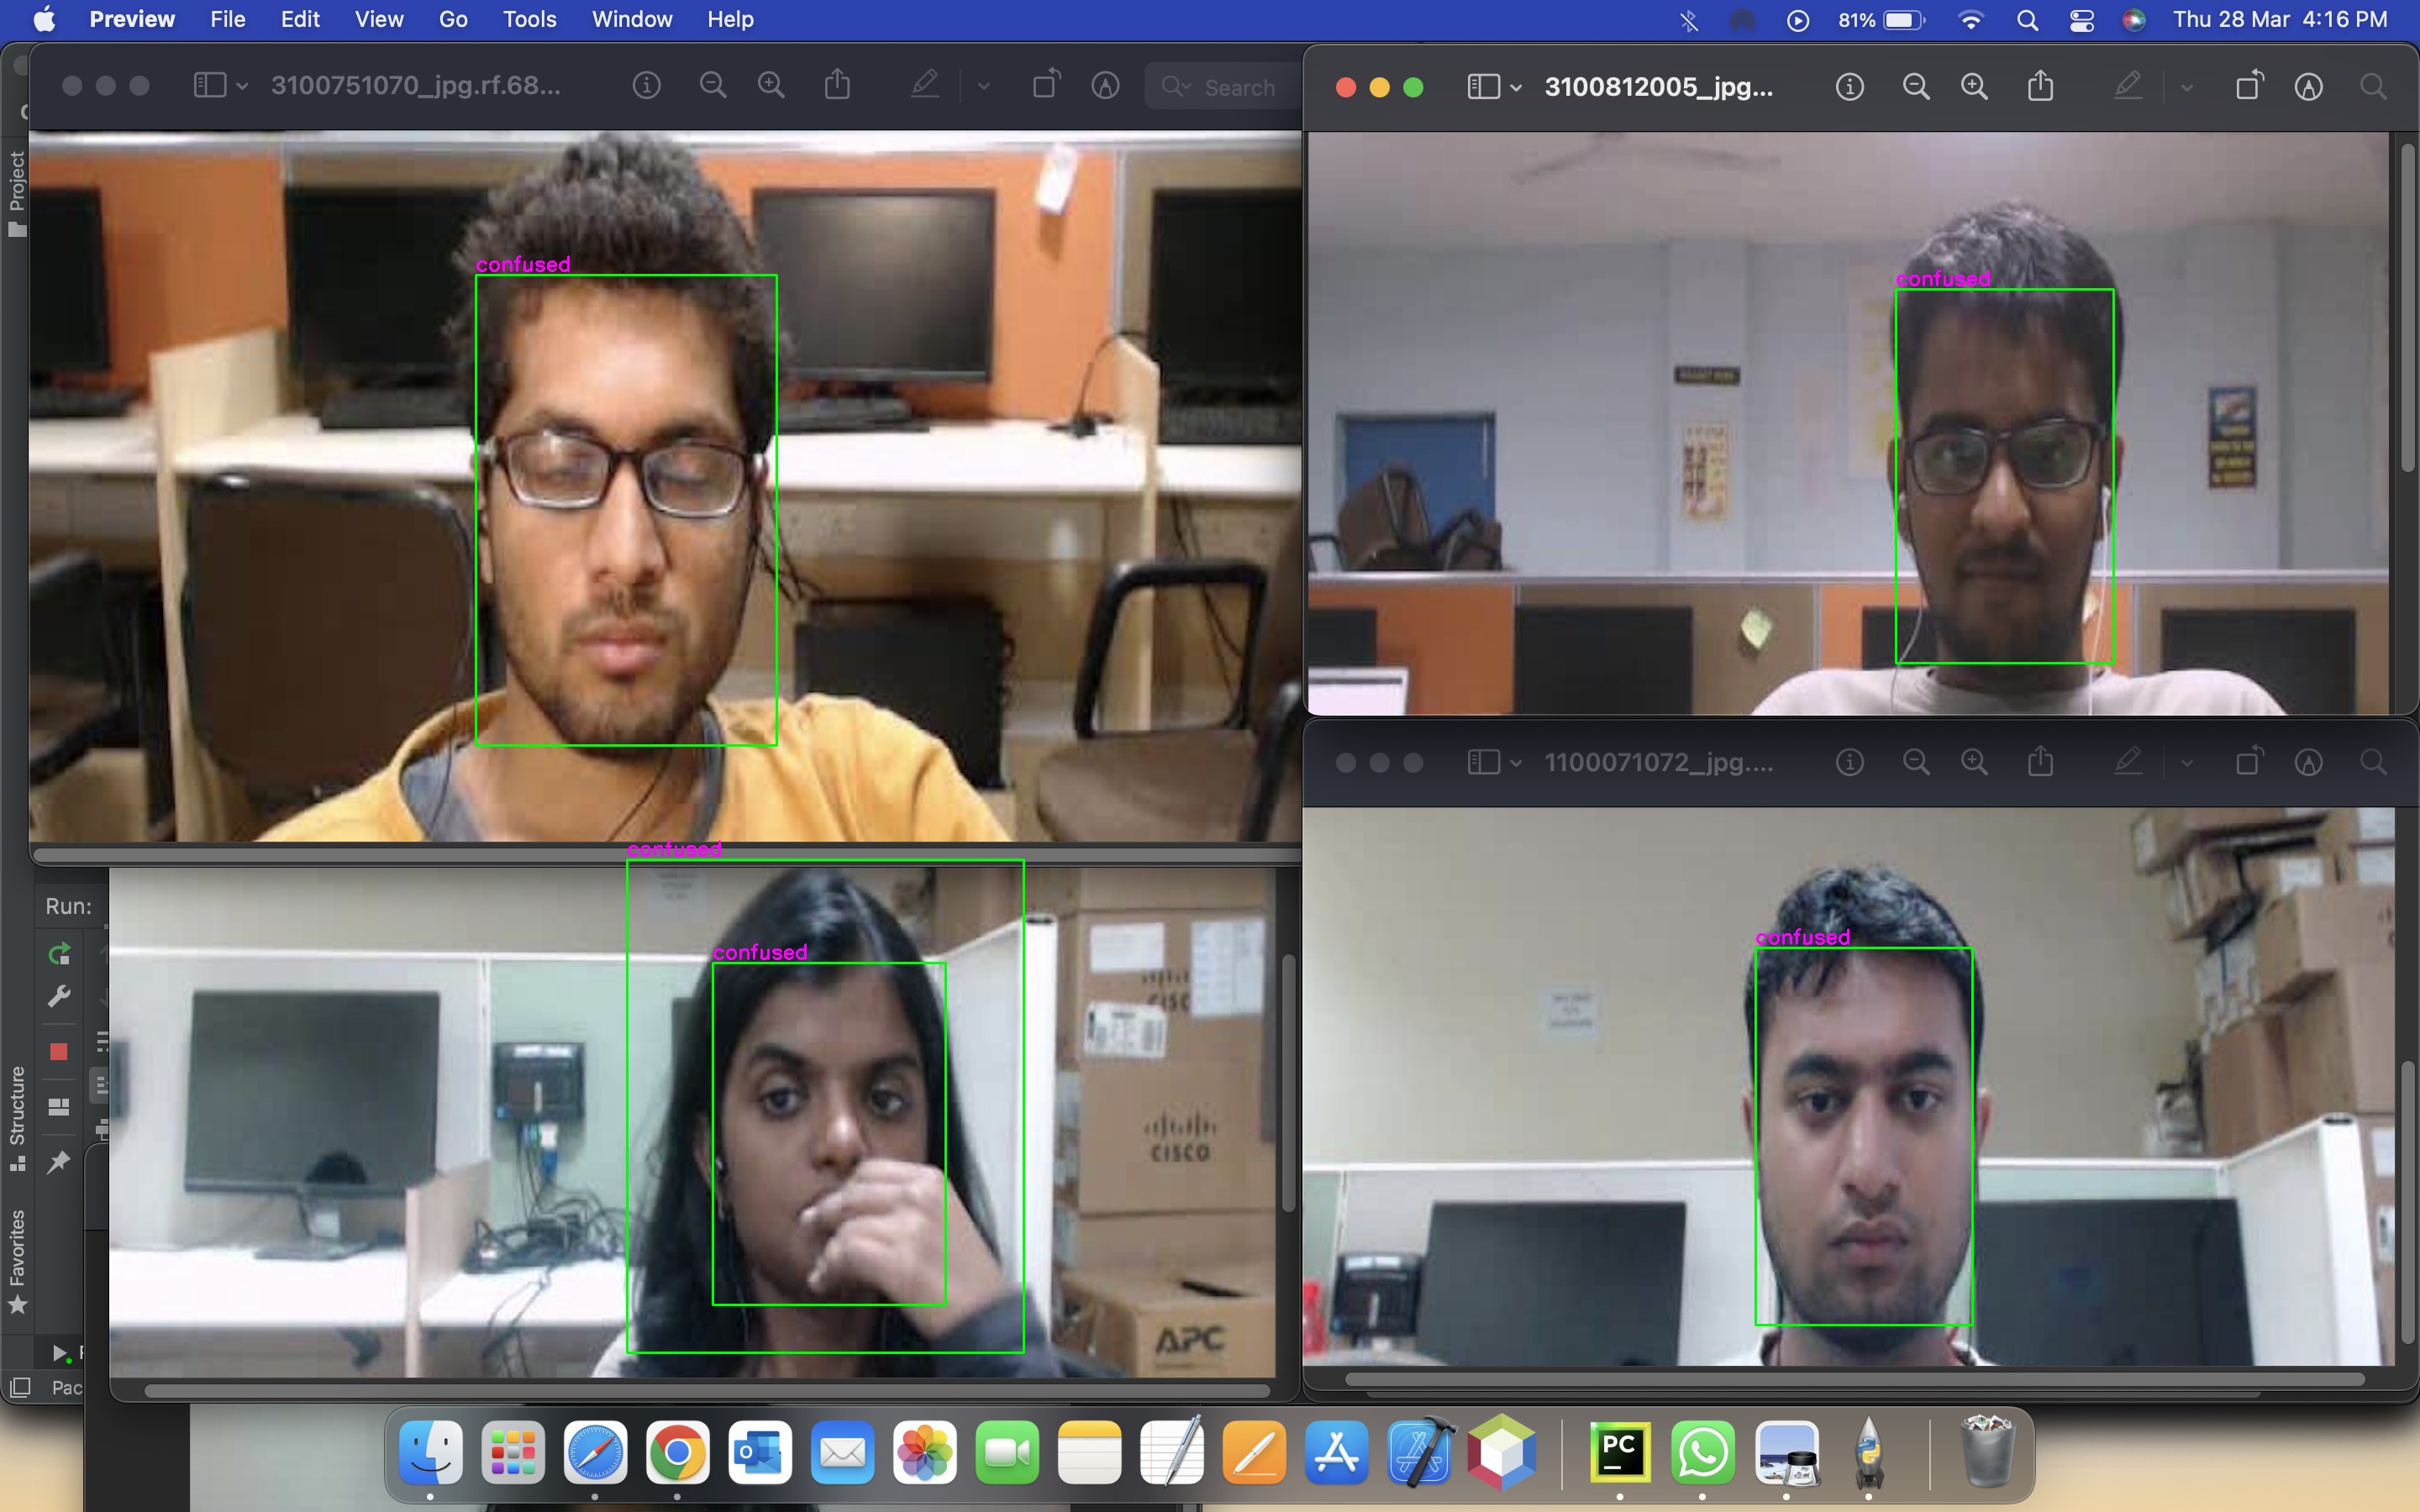 Preview File Edit View Go Tools Window Help 81% Thu 28 Mar 4:16 PM
3100751070_jpg.rf.68... Search
3100812005_jpg...
Project
confused
confused
1100071072_jpg....
confused
Run:
confused
confused
CISCO
APC
Structure
Favorites
Pac
PC